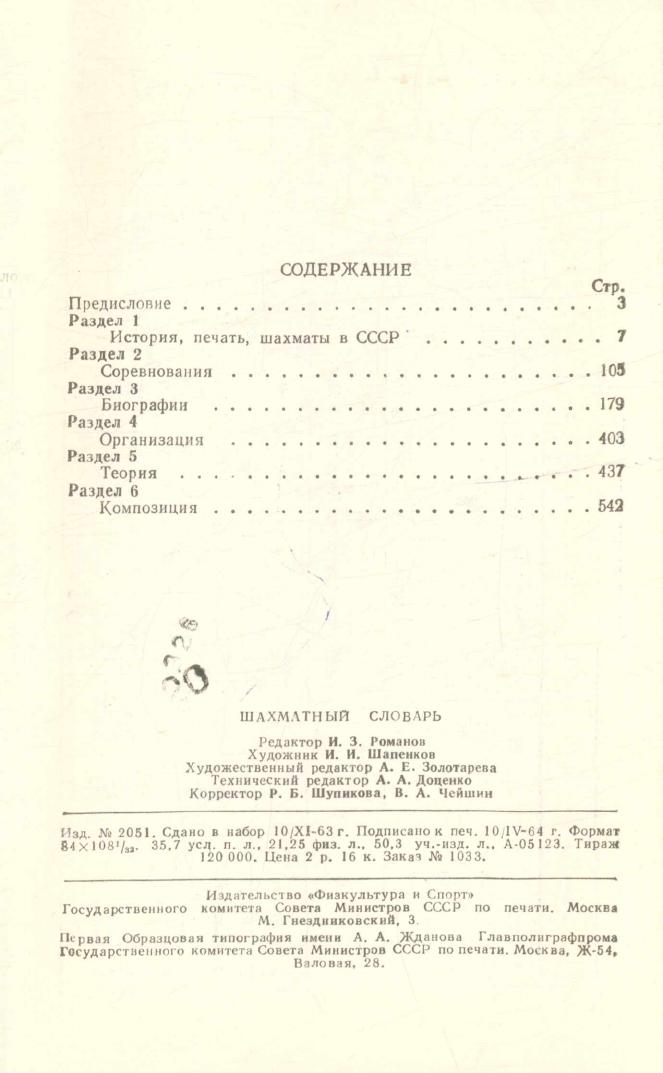 СОДЕРЖАНИЕ
Стр.
Предисловие . . . . . . . . . . . . . . . . . . . . . . . . 3
Раздел 1
История, печать, шахматы в СССР . . . . . . . . . . . 7
Раздел 2
Соревнования . . . . . . . . . . . . . . . . . . . . . . 105
Раздел 3
Биографии . . . . . . . . . . . . . . . . . . . . . . . 179
Раздел 4
Организация . . . . . . . . . . . . . . . . . . . . . . 403
Раздел 5
Теория . . . . . . . . . . . . . . . . . . . . . . . . . 437
Раздел 6
Композиция . . . . . . . . . . . . . . . . . . . . . . . 542
ШАХМАТНЫЙ СЛОВАРЬ
Редактор И. З. Романов
Художник И. И. Шапенков
Художественный редактор А. Е. Золотарева
Технический редактор А. А. Доценко
Корректор Р. Б. Шупикова, В. А. Чейшин
Изд. № 2051. Сдано в набор 10/XI-63 г. Подписано к печ. 10/IV-64 г. Формат
84×108¹/₃₂. 35,7 усл. п. л., 21,25 физ. л., 50,3 уч.-изд. л., А-05123. Тираж
120 000. Цена 2 р. 16 к. Заказ № 1033.
Издательство «Физкультура и Спорт»
Государственного комитета Совета Министров СССР по печати. Москва
М. Гнездниковский, 3.
Первая Образцовая типография имени А. А. Жданова Главполиграфпрома
Государственного комитета Совета Министров СССР по печати. Москва, Ж-54,
Валовая, 28.